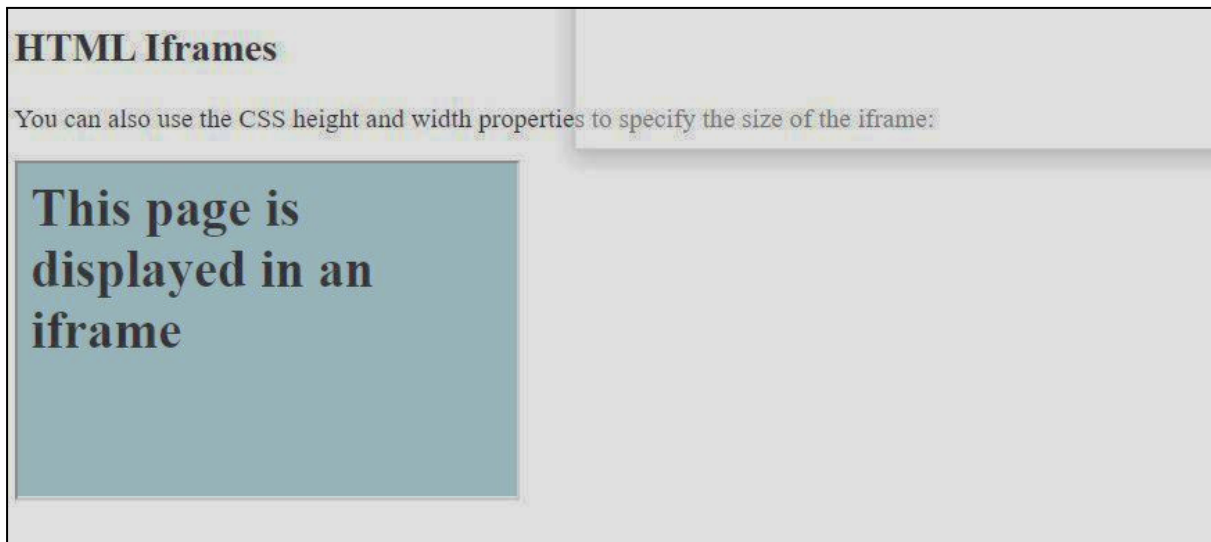 HTML Iframes
You can also use the CSS height and width properties to specify the size of the iframe:
This page is
displayed in an
iframe